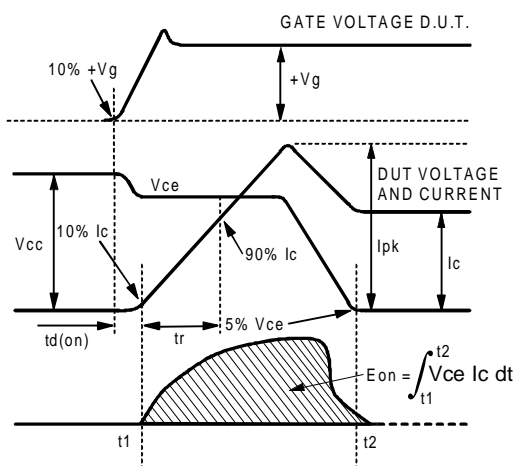 GATE VOLTAGE D.U.T.
10% +Vg
+Vg
DUT VOLTAGE
AND CURRENT
Vce
Vcc
10% Ic
90% Ic
Ipk
Ic
td(on)
tr
5% Vce
Eon = ∫ Vce Ic dt
t2
t1
t1
t2